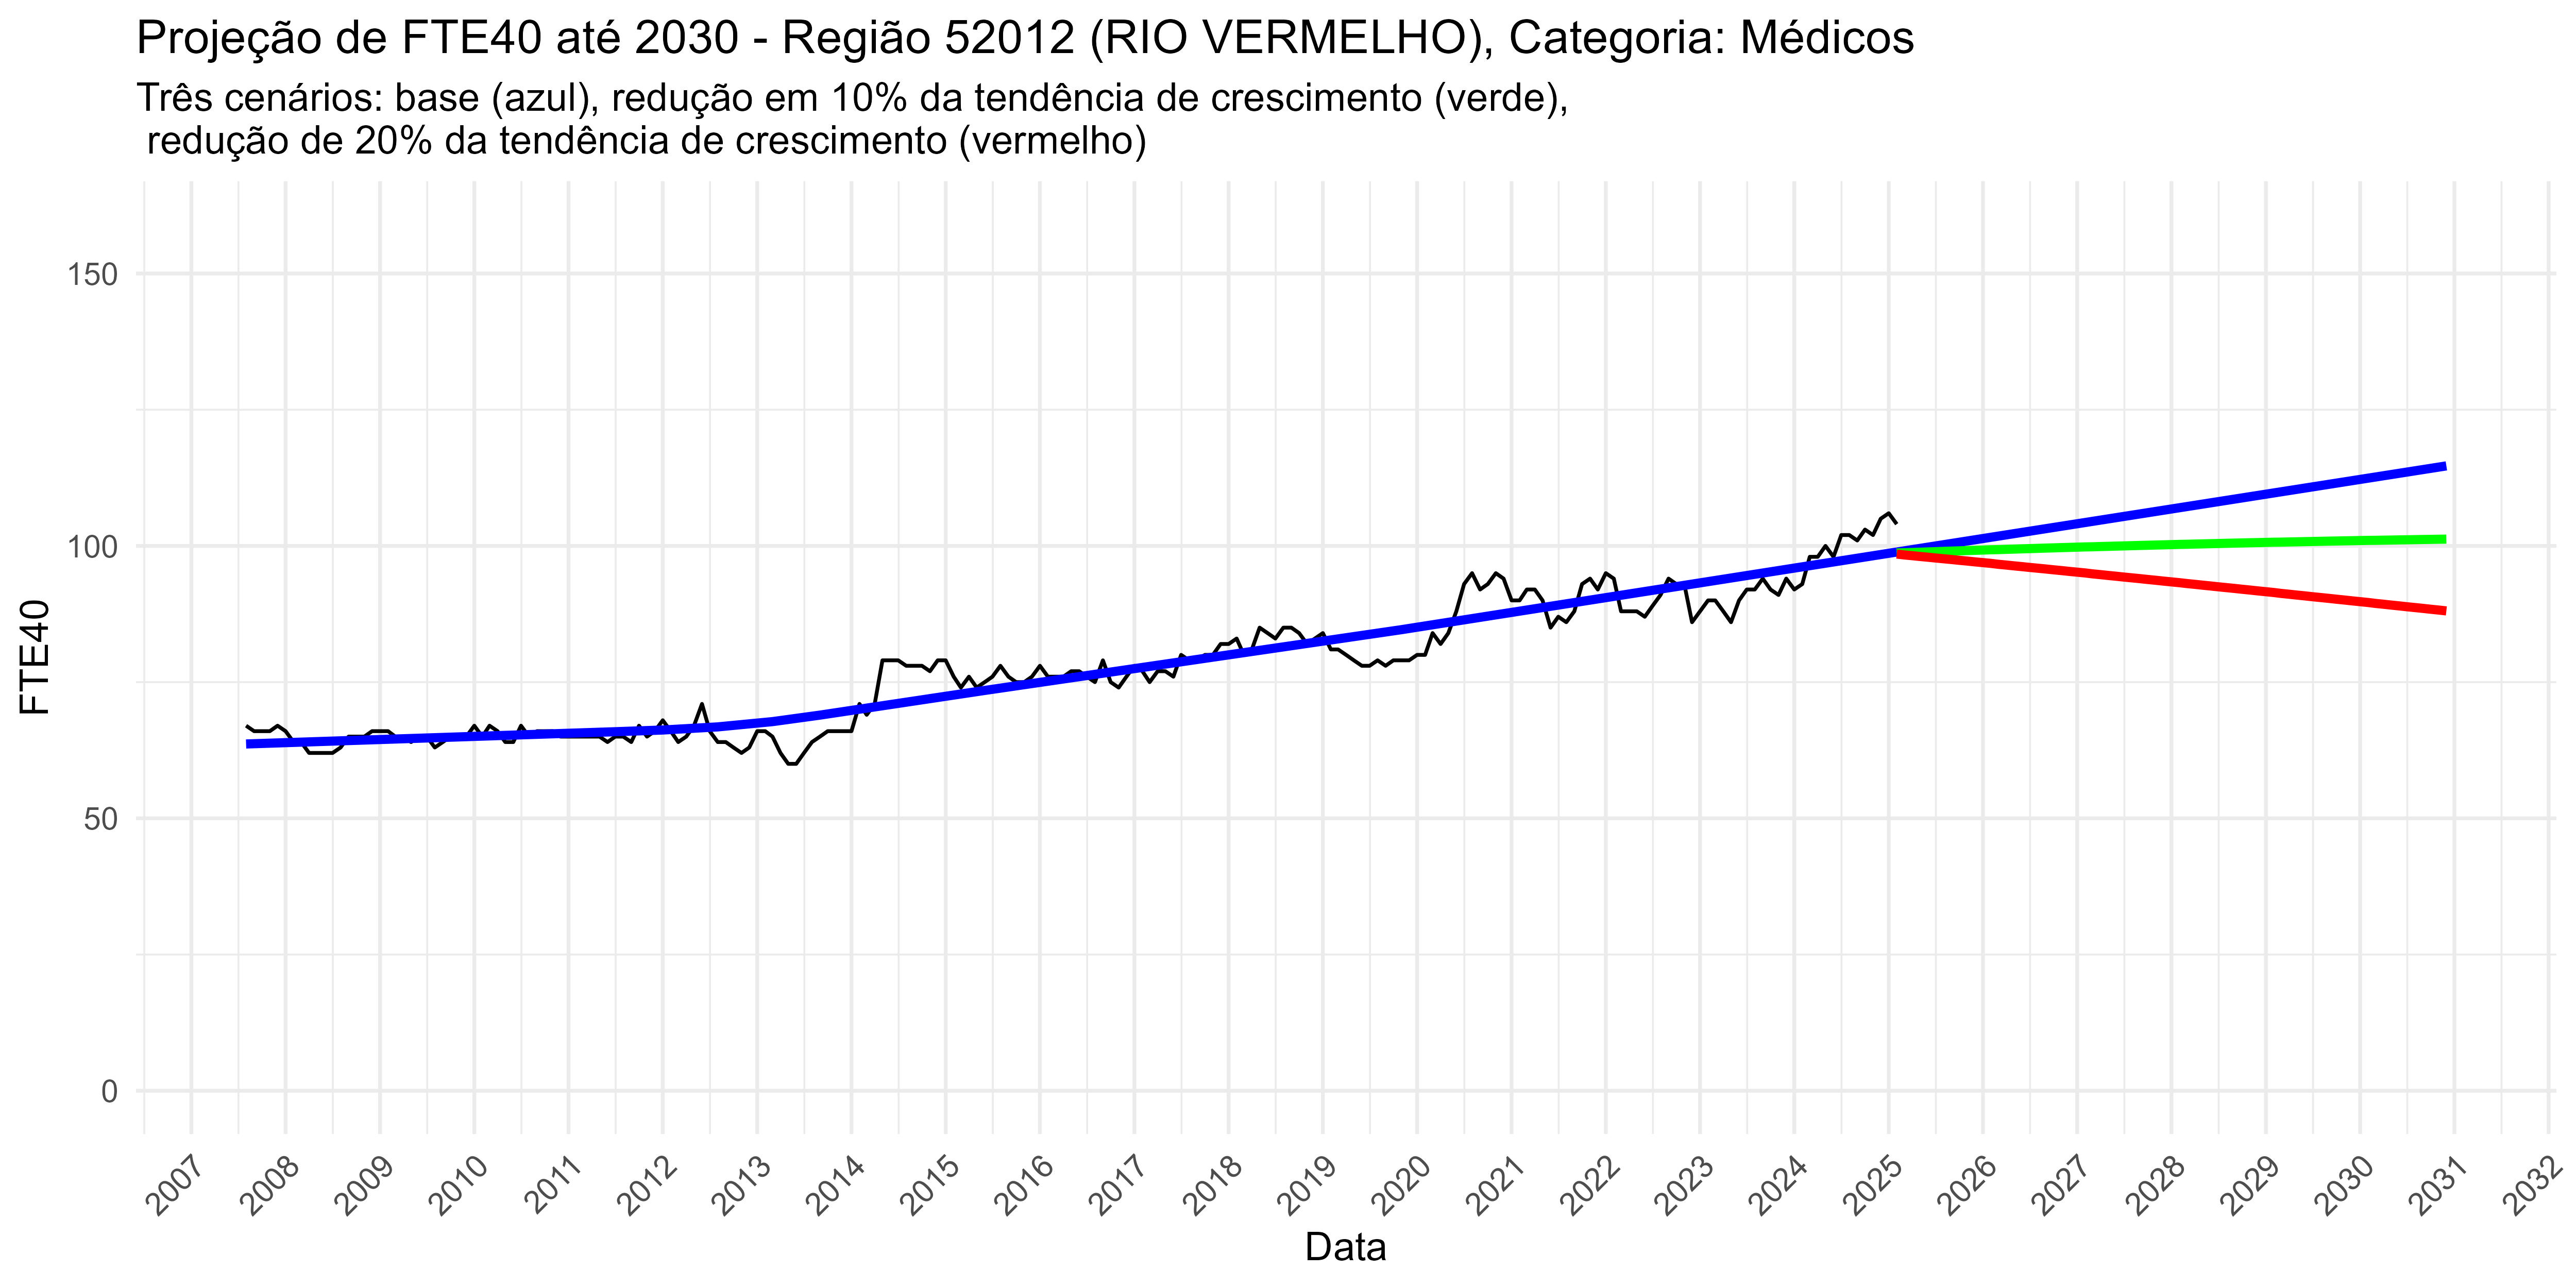 Projeção de FTE40 até 2030 - Região 52012 (RIO VERMELHO), Categoria: Médicos
Três cenários: base (azul), redução em 10% da tendência de crescimento (verde),
redução de 20% da tendência de crescimento (vermelho)
150
100
50
0
FTE40
2007 2008 2009 2010 2011 2012 2013 2014 2015 2016 2017 2018 2019 2020 2021 2022 2023 2024 2025 2026 2027 2028 2029 2030 2031 2032
Data